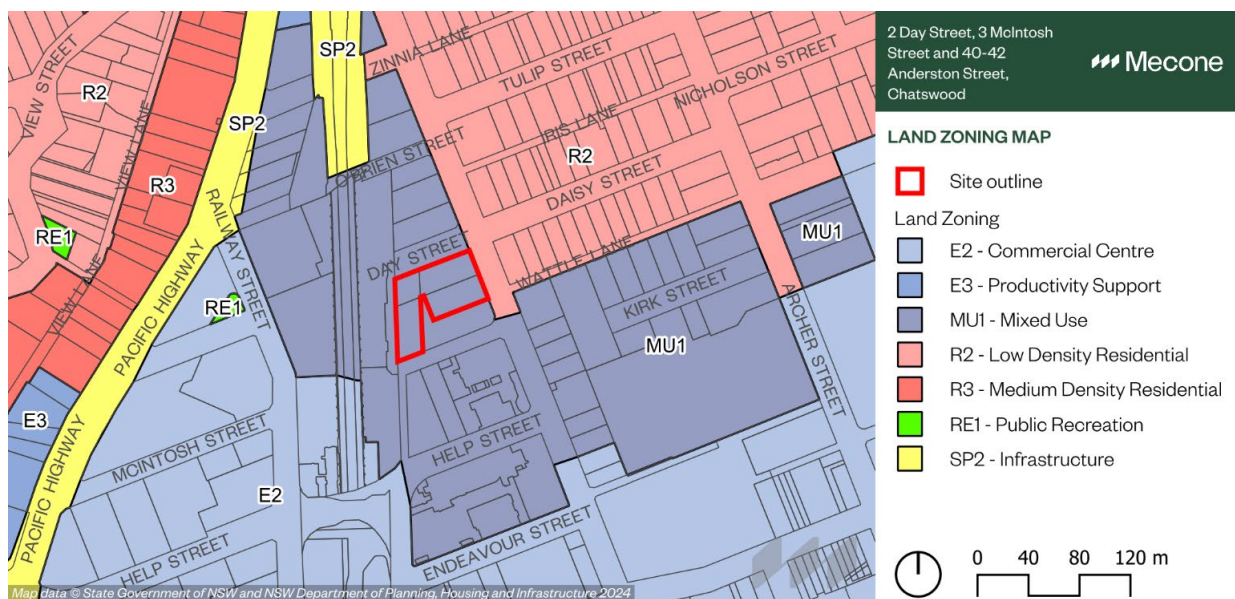 2 Day Street, 3 McIntosh
Street and 40-42
Anderston Street,
Chatswood
Mecone
LAND ZONING MAP
Site outline
Land Zoning
E2 - Commercial Centre
E3 - Productivity Support
MU1 - Mixed Use
R2 - Low Density Residential
R3 - Medium Density Residential
RE1 - Public Recreation
SP2 - Infrastructure
0 40 80 120 m
VIEW STREET
R2
VIEW LANE
R3
RE1
VIEW LANE
SP2
SP2
ZINNIA LANE
TULIP STREET
NICHOLSON STREET
IRIS LANE
R2
O'BRIEN STREET
DAISY STREET
RAILWAY STREET
PACIFIC HIGHWAY
RE1
DAY STREET
WATTLE LANE
MU1
KIRK STREET
MU1
ARCHER STREET
E3
MCINTOSH STREET
HELP STREET
PACIFIC HIGHWAY
E2
HELP STREET
ENDEAVOUR STREET
Map data © State Government of NSW and NSW Department of Planning, Housing and Infrastructure 2024